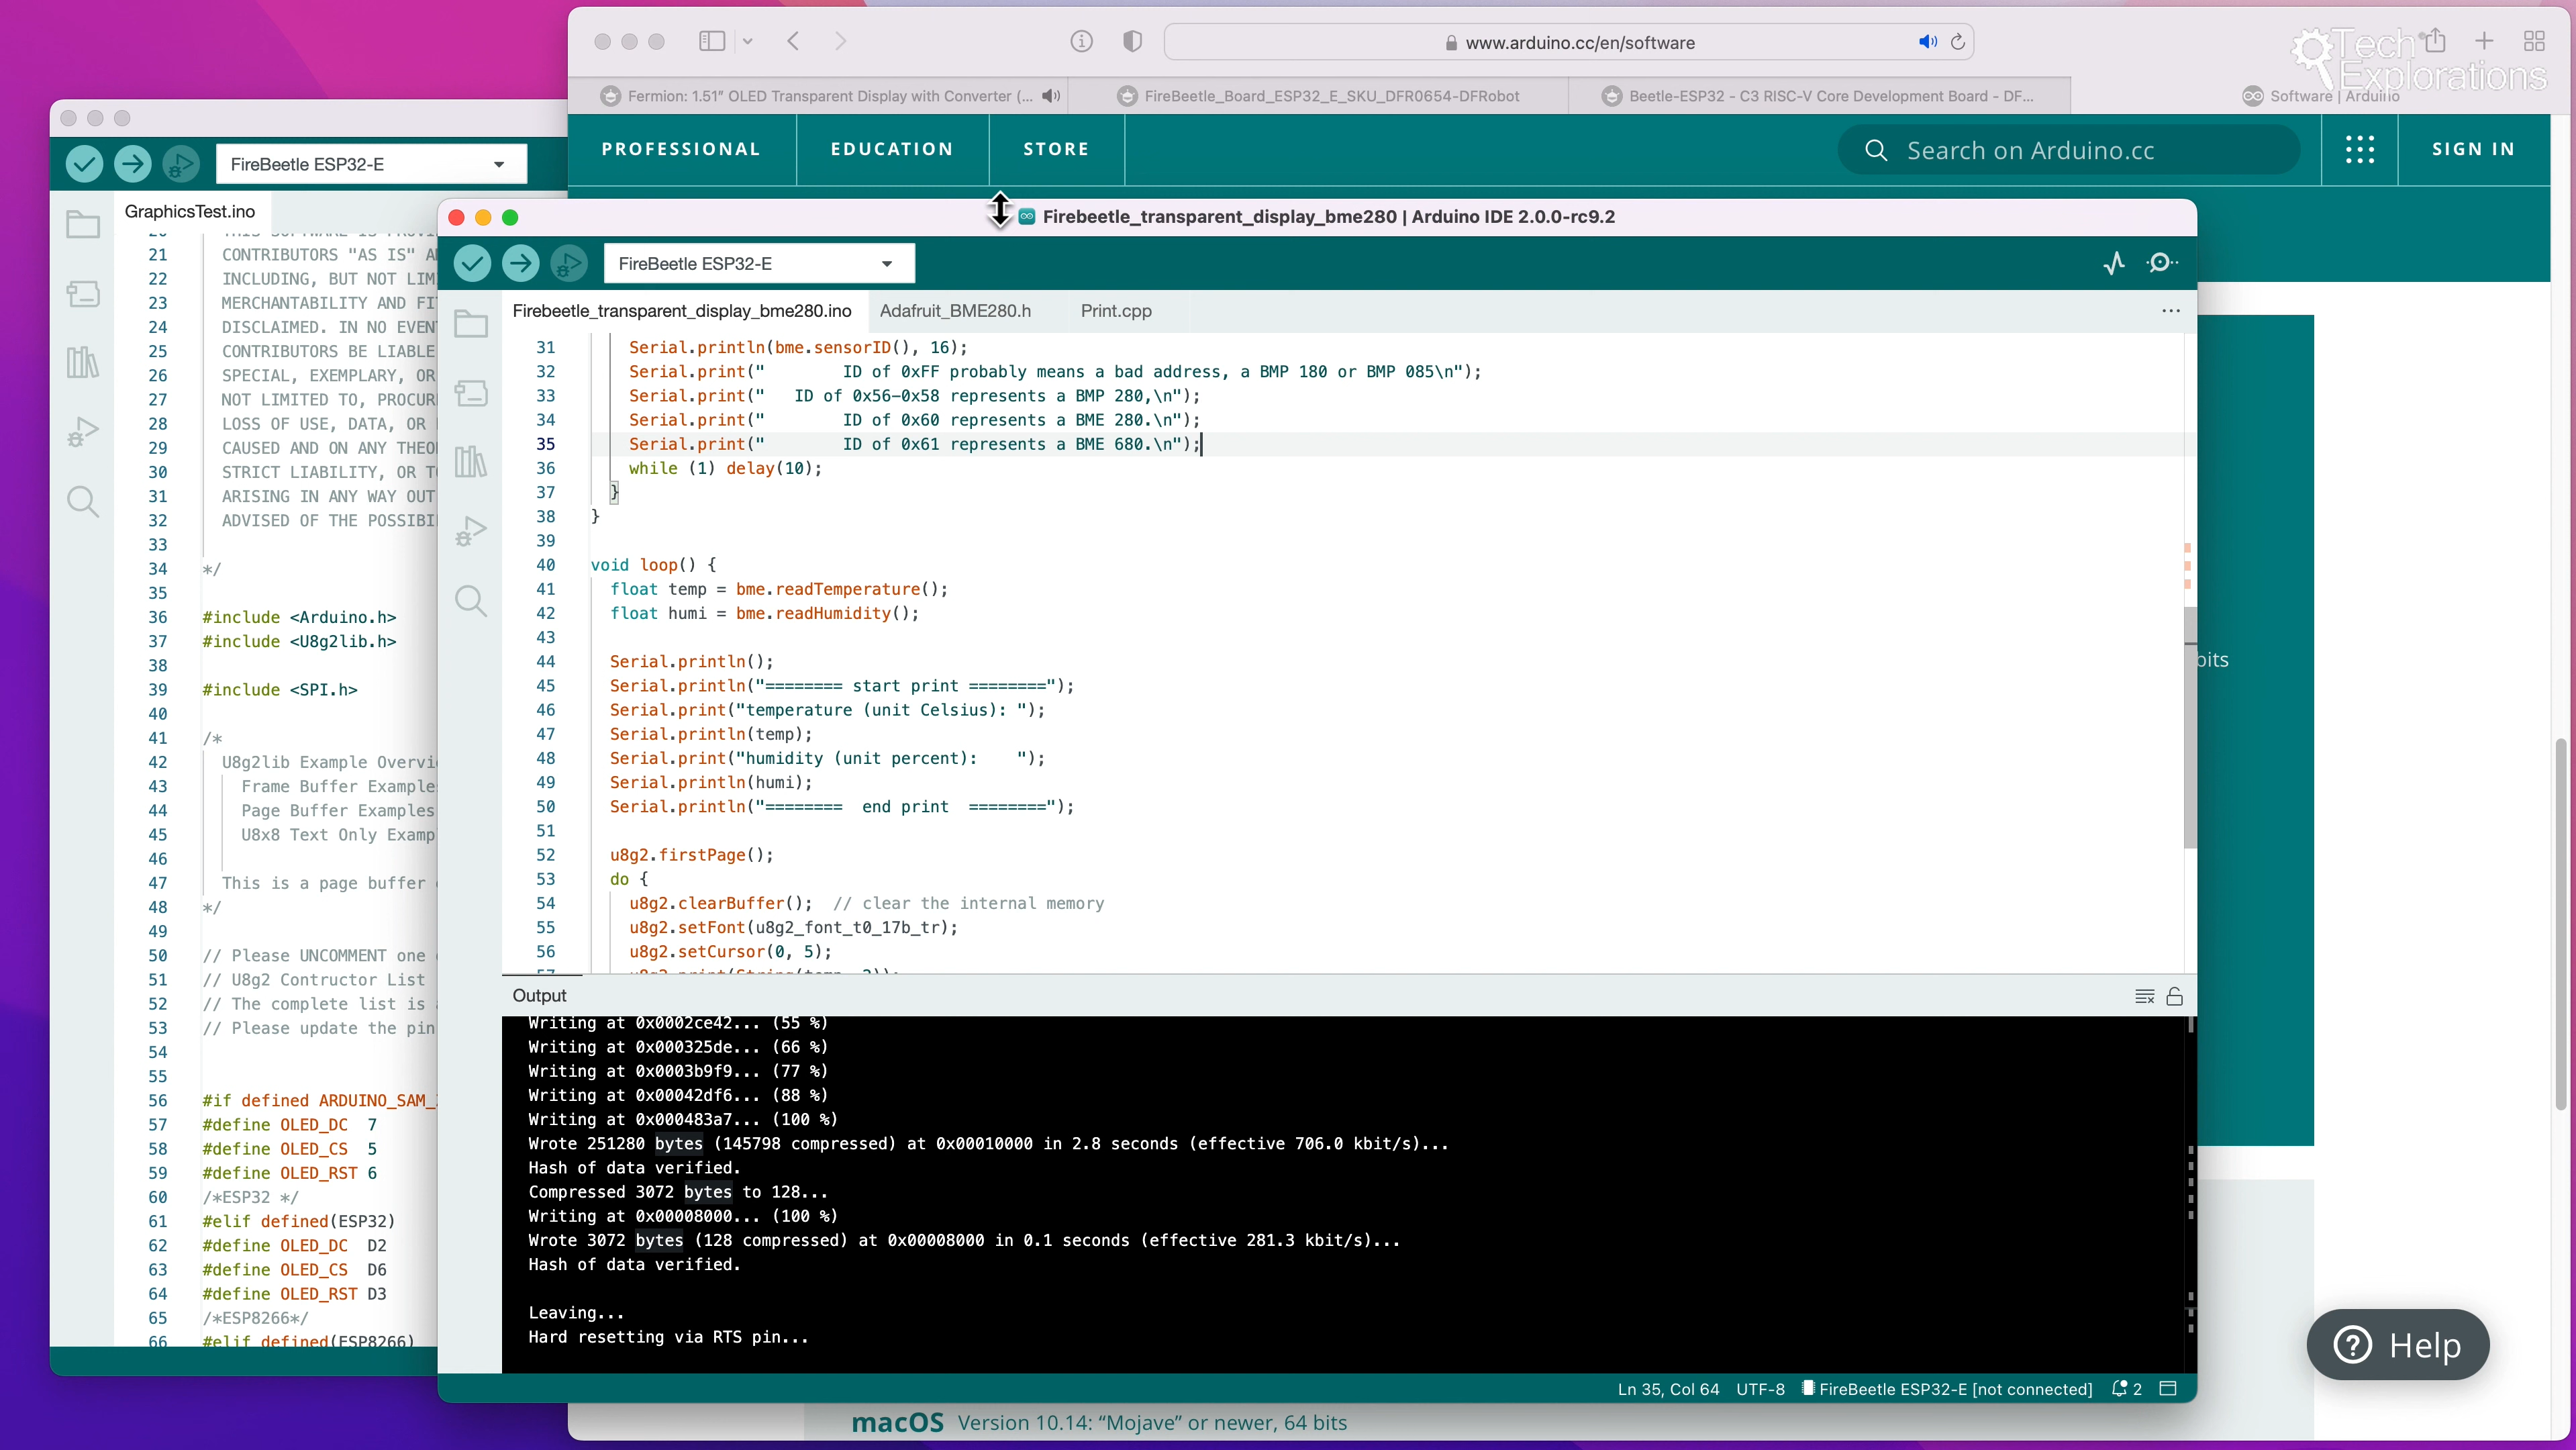 www.arduino.cc/en/software
Tech
Explorations
Fermion: 1.51” OLED Transparent Display with Converter (...
FireBeetle_Board_ESP32_E_SKU_DFR0654-DFRobot
Beetle-ESP32 - C3 RISC-V Core Development Board - DF...
Software | Arduino
PROFESSIONAL
EDUCATION
STORE
Search on Arduino.cc
SIGN IN
FireBeetle ESP32-E
GraphicsTest.ino
21 CONTRIBUTORS "AS IS" A
22 INCLUDING, BUT NOT LIM
23 MERCHANTABILITY AND FI
24 DISCLAIMED. IN NO EVEN
25 CONTRIBUTORS BE LIABLE
26 SPECIAL, EXEMPLARY, OR
27 NOT LIMITED TO, PROCUR
28 LOSS OF USE, DATA, OR
29 CAUSED AND ON ANY THEO
30 STRICT LIABILITY, OR T
31 ARISING IN ANY WAY OUT
32 ADVISED OF THE POSSIBI
33
34 */
35
36 #include <Arduino.h>
37 #include <U8g2lib.h>
38
39 #include <SPI.h>
40
41 /*
42 U8g2lib Example Overvi
43 Frame Buffer Example
44 Page Buffer Examples
45 U8x8 Text Only Examp
46
47 This is a page buffer
48 */
49
50 // Please UNCOMMENT one
51 // U8g2 Contructor List
52 // The complete list is
53 // Please update the pin
54
55
56 #if defined ARDUINO_SAM_
57 #define OLED_DC 7
58 #define OLED_CS 5
59 #define OLED_RST 6
60 /*ESP32 */
61 #elif defined(ESP32)
62 #define OLED_DC D2
63 #define OLED_CS D6
64 #define OLED_RST D3
65 /*ESP8266*/
66 #elif defined(ESP8266)
Firebeetle_transparent_display_bme280 | Arduino IDE 2.0.0-rc9.2
FireBeetle ESP32-E
Firebeetle_transparent_display_bme280.ino
Adafruit_BME280.h
Print.cpp
31 Serial.println(bme.sensorID(), 16);
32 Serial.print("        ID of 0xFF probably means a bad address, a BMP 180 or BMP 085\n");
33 Serial.print("   ID of 0x56-0x58 represents a BMP 280,\n");
34 Serial.print("        ID of 0x60 represents a BME 280.\n");
35 Serial.print("        ID of 0x61 represents a BME 680.\n");
36 while (1) delay(10);
37 }
38 }
39
40 void loop() {
41 float temp = bme.readTemperature();
42 float humi = bme.readHumidity();
43
44 Serial.println();
45 Serial.println("======== start print ========");
46 Serial.print("temperature (unit Celsius): ");
47 Serial.println(temp);
48 Serial.print("humidity (unit percent):    ");
49 Serial.println(humi);
50 Serial.println("========  end print  ========");
51
52 u8g2.firstPage();
53 do {
54 u8g2.clearBuffer();  // clear the internal memory
55 u8g2.setFont(u8g2_font_t0_17b_tr);
56 u8g2.setCursor(0, 5);
57 u8g2.print(String(temp, 2));
Output
Writing at 0x0002ce42... (55 %)
Writing at 0x000325de... (66 %)
Writing at 0x0003b9f9... (77 %)
Writing at 0x00042df6... (88 %)
Writing at 0x000483a7... (100 %)
Wrote 251280 bytes (145798 compressed) at 0x00010000 in 2.8 seconds (effective 706.0 kbit/s)...
Hash of data verified.
Compressed 3072 bytes to 128...
Writing at 0x00008000... (100 %)
Wrote 3072 bytes (128 compressed) at 0x00008000 in 0.1 seconds (effective 281.3 kbit/s)...
Hash of data verified.
Leaving...
Hard resetting via RTS pin...
Ln 35, Col 64 UTF-8 FireBeetle ESP32-E [not connected] 2
bits
Help
macOS Version 10.14: “Mojave” or newer, 64 bits